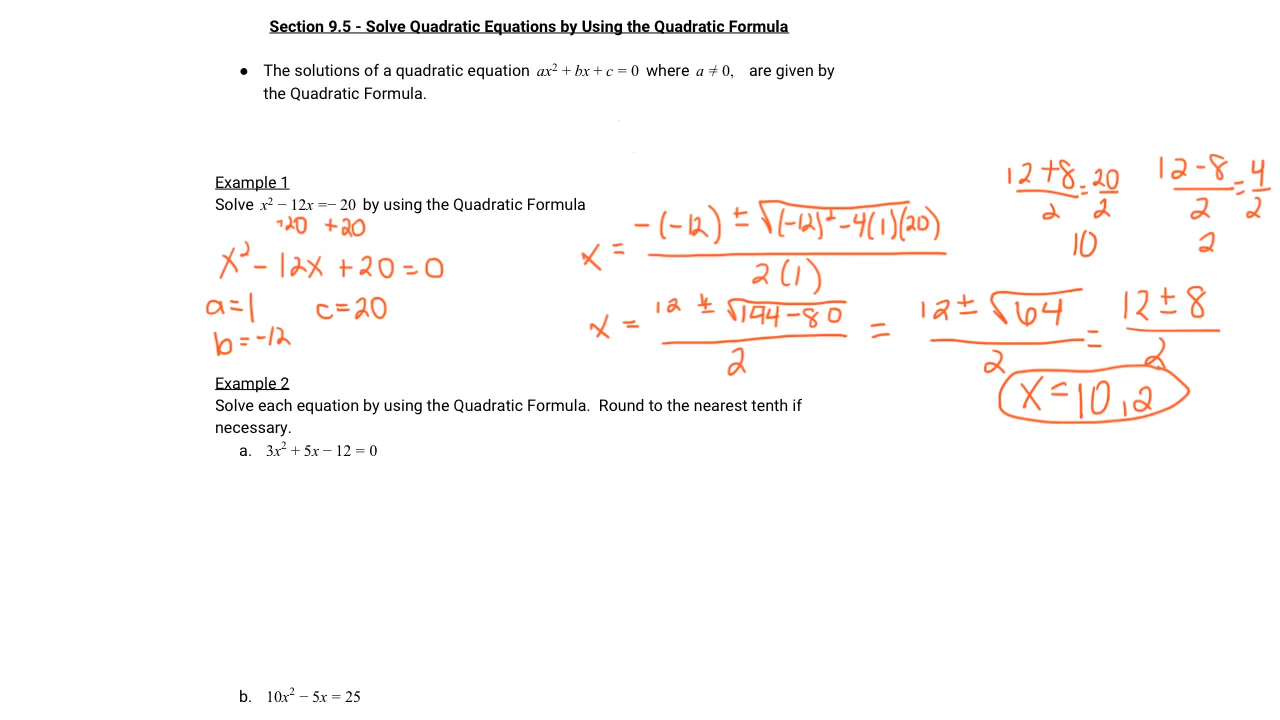 Section 9.5 - Solve Quadratic Equations by Using the Quadratic Formula
● The solutions of a quadratic equation ax² + bx + c = 0 where a ≠ 0, are given by
the Quadratic Formula.
Example 1
Solve x² − 12x =− 20 by using the Quadratic Formula
+20 +20
x² - 12x + 20 = 0
a=1 c=20
b=-12
x = (-(-12) ± √((-12)² - 4(1)(20))) / 2(1)
x = (12 ± √(144-80)) / 2 = (12 ± √64) / 2 = (12 ± 8) / 2
(12+8)/2 = 20/2 (12-8)/2 = 4/2
10 2
x = 10, 2
Example 2
Solve each equation by using the Quadratic Formula. Round to the nearest tenth if
necessary.
a. 3x² + 5x − 12 = 0
b. 10x² − 5x = 25